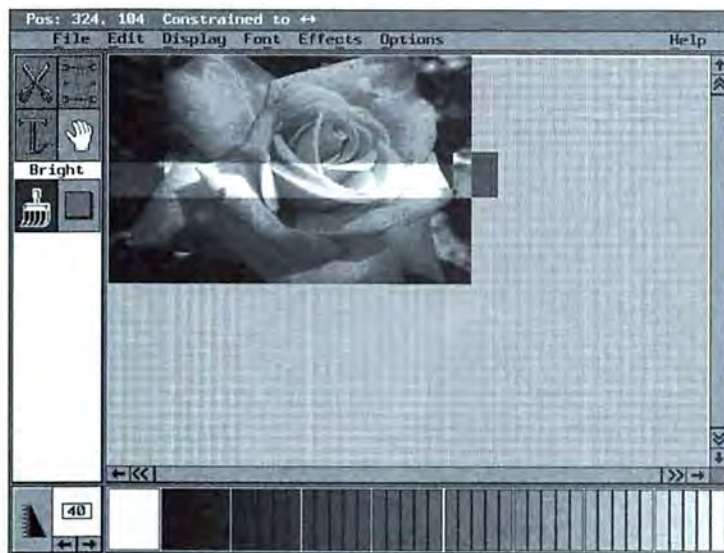 Pos: 324, 104 Constrained to ↔
File Edit Display Font Effects Options Help
Bright
40